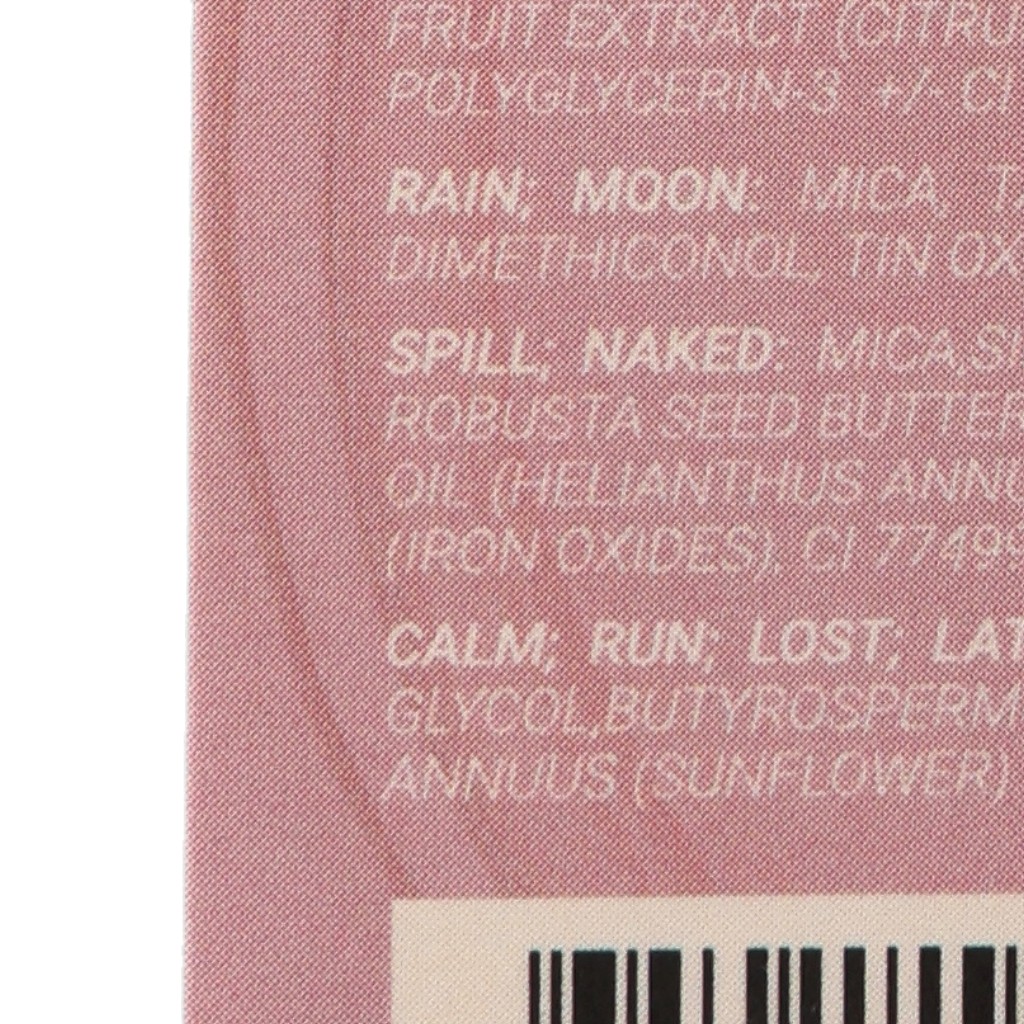 FRUIT EXTRACT (CITRU
POLYGLYCERIN-3 +/- CI
RAIN; MOON: MICA, TA
DIMETHICONOL, TIN OX
SPILL; NAKED: MICA,SI
ROBUSTA SEED BUTTER
OIL (HELIANTHUS ANNU
(IRON OXIDES). CI 77499
CALM; RUN; LOST; LAT
GLYCOL,BUTYROSPERM
ANNUUS (SUNFLOWER)